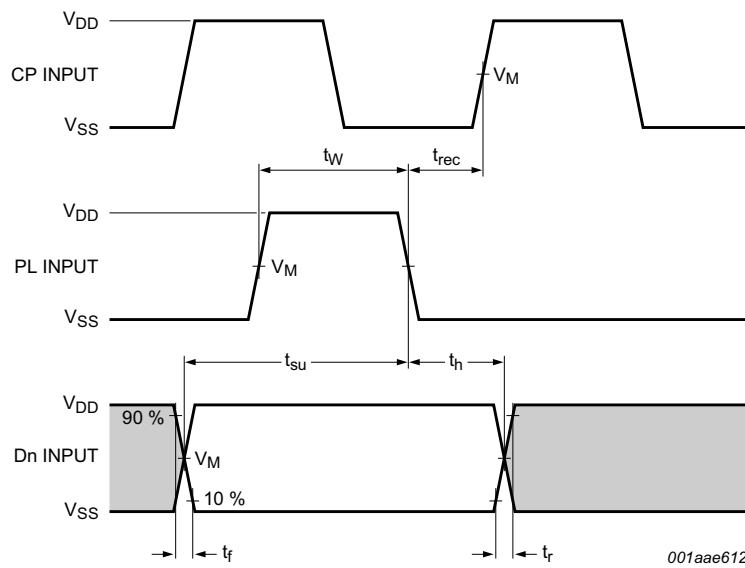 VDD
CP INPUT
VM
VSS
tW
trec
VDD
PL INPUT
VM
VSS
tsu
th
VDD
90 %
Dn INPUT
VM
10 %
VSS
tf
tr
001aae612